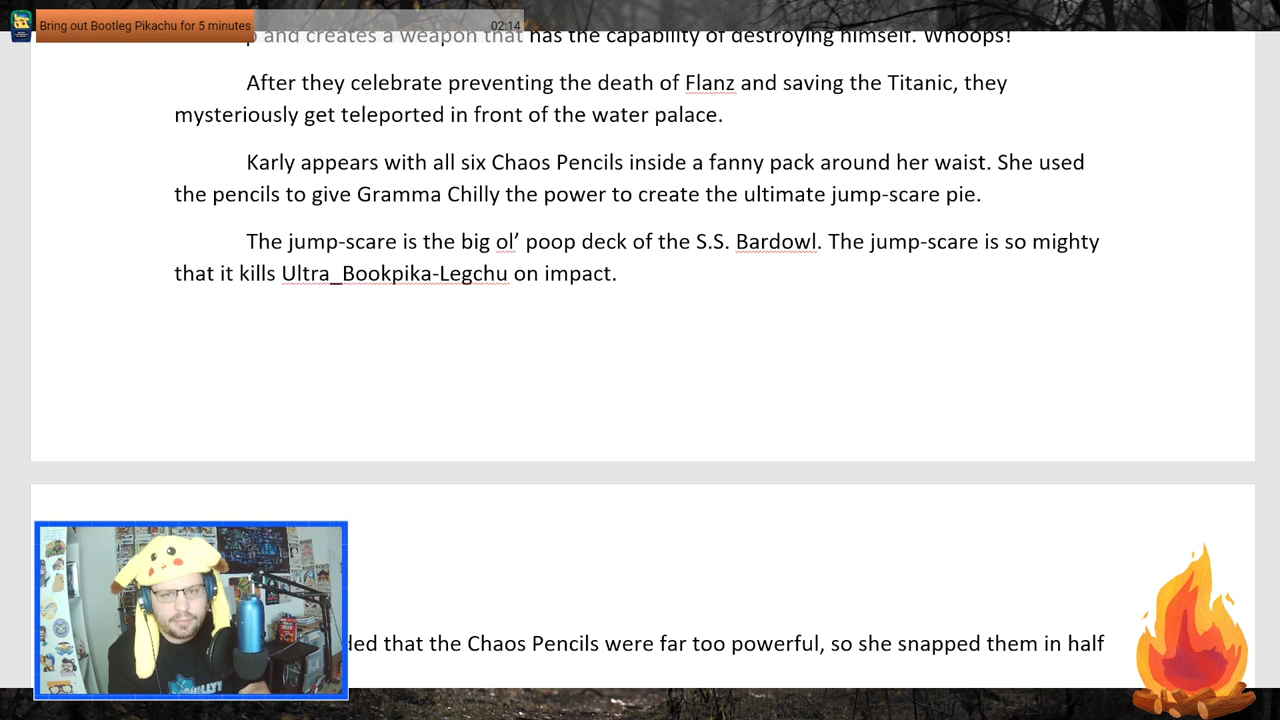 Bring out Bootleg Pikachu for 5 minutes
02:14
and creates a weapon that has the capability of destroying himself. Whoops!
After they celebrate preventing the death of Flanz and saving the Titanic, they
mysteriously get teleported in front of the water palace.
Karly appears with all six Chaos Pencils inside a fanny pack around her waist. She used
the pencils to give Gramma Chilly the power to create the ultimate jump-scare pie.
The jump-scare is the big ol’ poop deck of the S.S. Bardowl. The jump-scare is so mighty
that it kills Ultra_Bookpika-Legchu on impact.
that the Chaos Pencils were far too powerful, so she snapped them in half